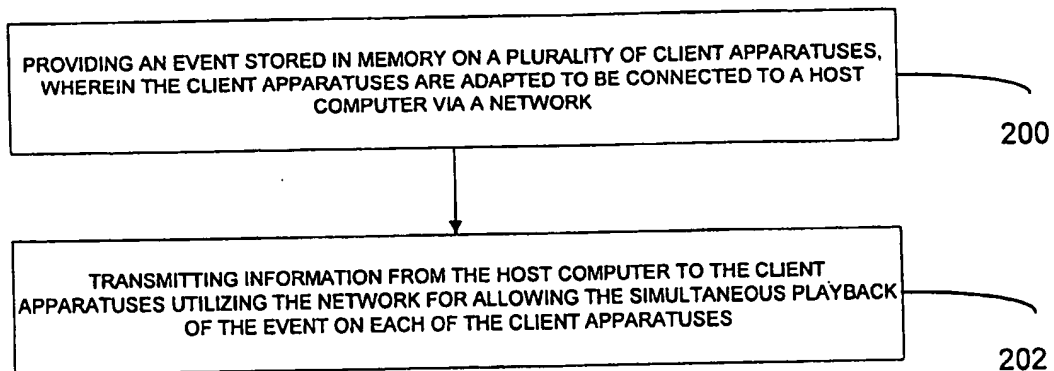 PROVIDING AN EVENT STORED IN MEMORY ON A PLURALITY OF CLIENT APPARATUSES,
WHEREIN THE CLIENT APPARATUSES ARE ADAPTED TO BE CONNECTED TO A HOST
COMPUTER VIA A NETWORK
200
TRANSMITTING INFORMATION FROM THE HOST COMPUTER TO THE CLIENT
APPARATUSES UTILIZING THE NETWORK FOR ALLOWING THE SIMULTANEOUS PLAYBACK
OF THE EVENT ON EACH OF THE CLIENT APPARATUSES
202